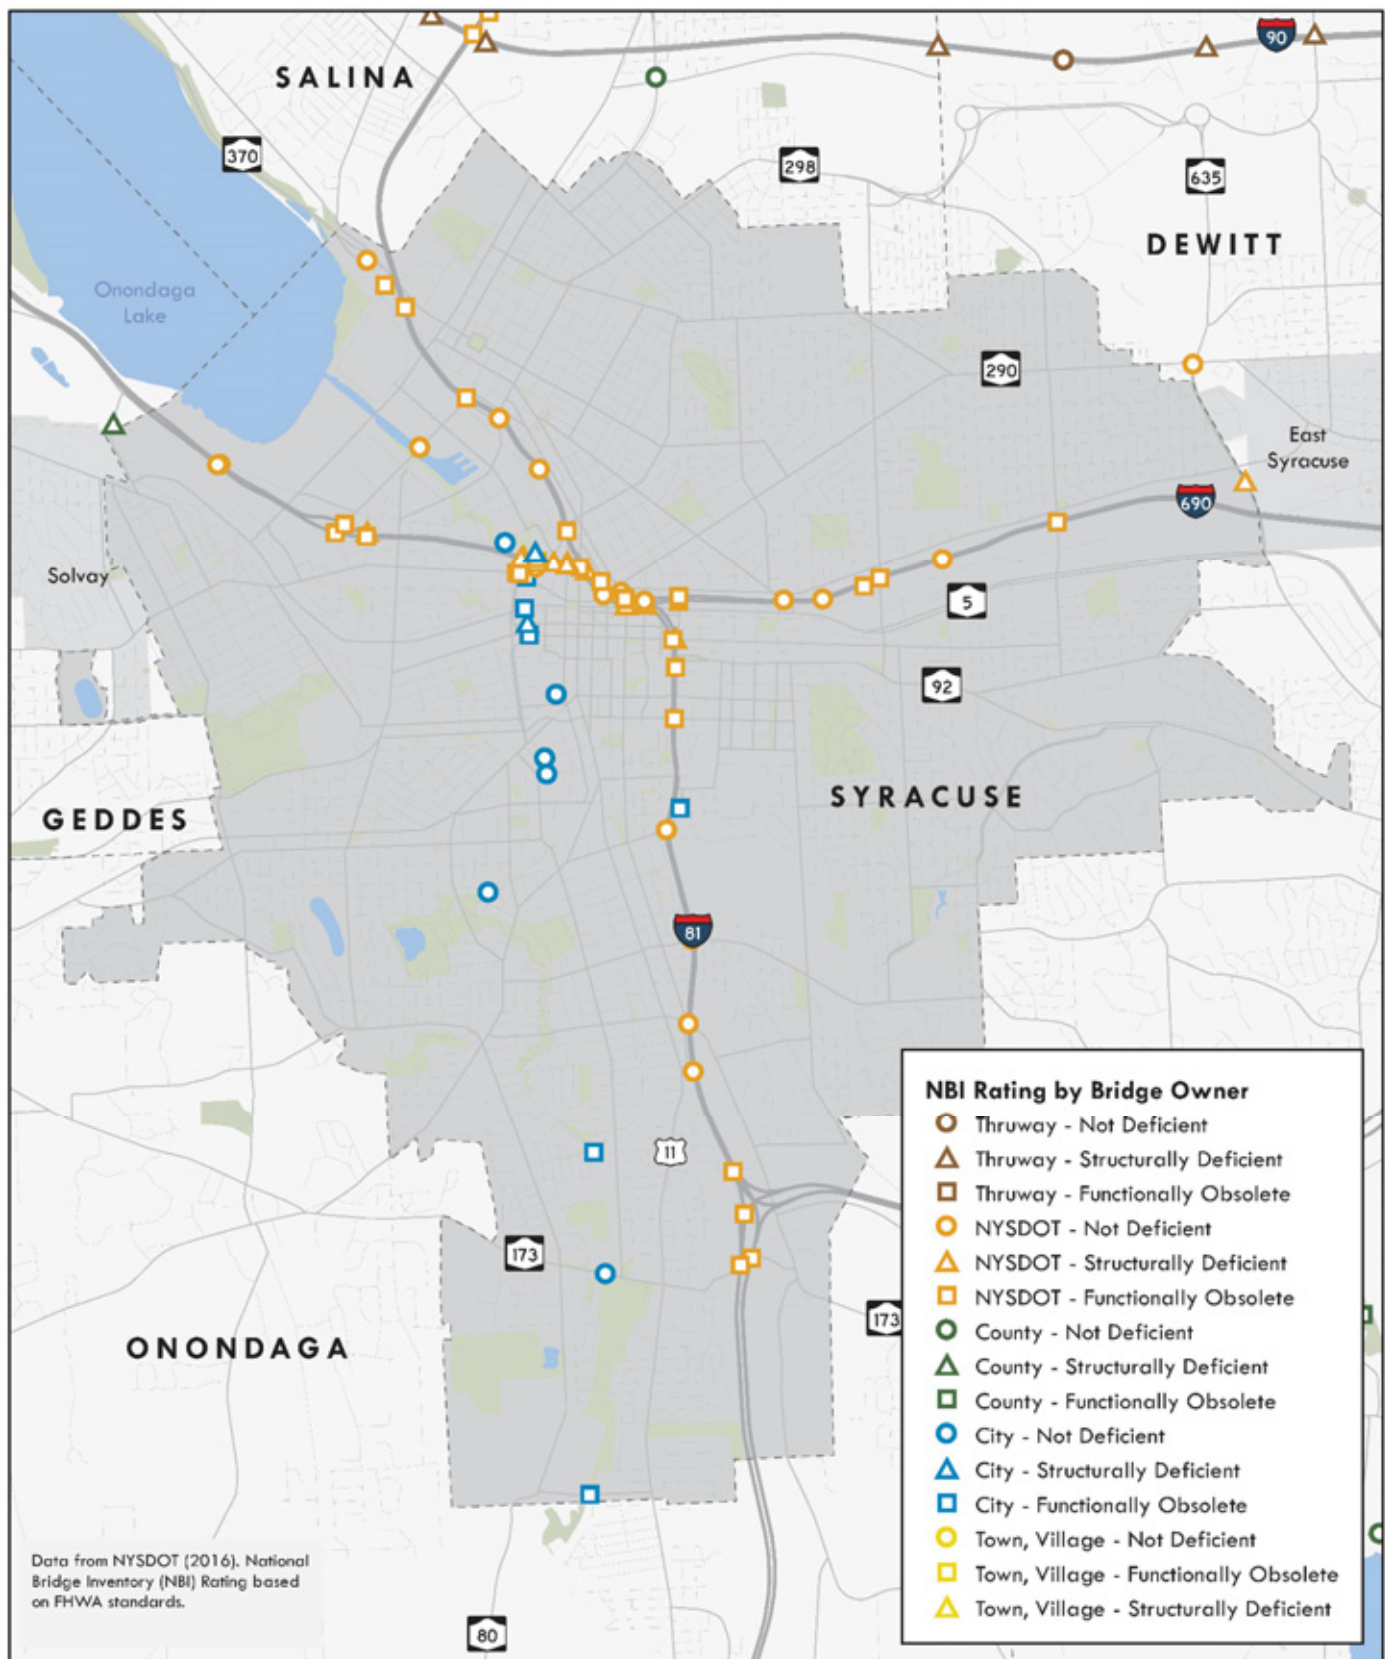 90
SALINA
370
298
635
DEWITT
Onondaga
Lake
290
East
Syracuse
690
Solvay
5
92
SYRACUSE
GEDDES
81
11
173
173
ONONDAGA
80
NBI Rating by Bridge Owner
Thruway - Not Deficient
Thruway - Structurally Deficient
Thruway - Functionally Obsolete
NYSDOT - Not Deficient
NYSDOT - Structurally Deficient
NYSDOT - Functionally Obsolete
County - Not Deficient
County - Structurally Deficient
County - Functionally Obsolete
City - Not Deficient
City - Structurally Deficient
City - Functionally Obsolete
Town, Village - Not Deficient
Town, Village - Functionally Obsolete
Town, Village - Structurally Deficient
Data from NYSDOT (2016). National
Bridge Inventory (NBI) Rating based
on FHWA standards.